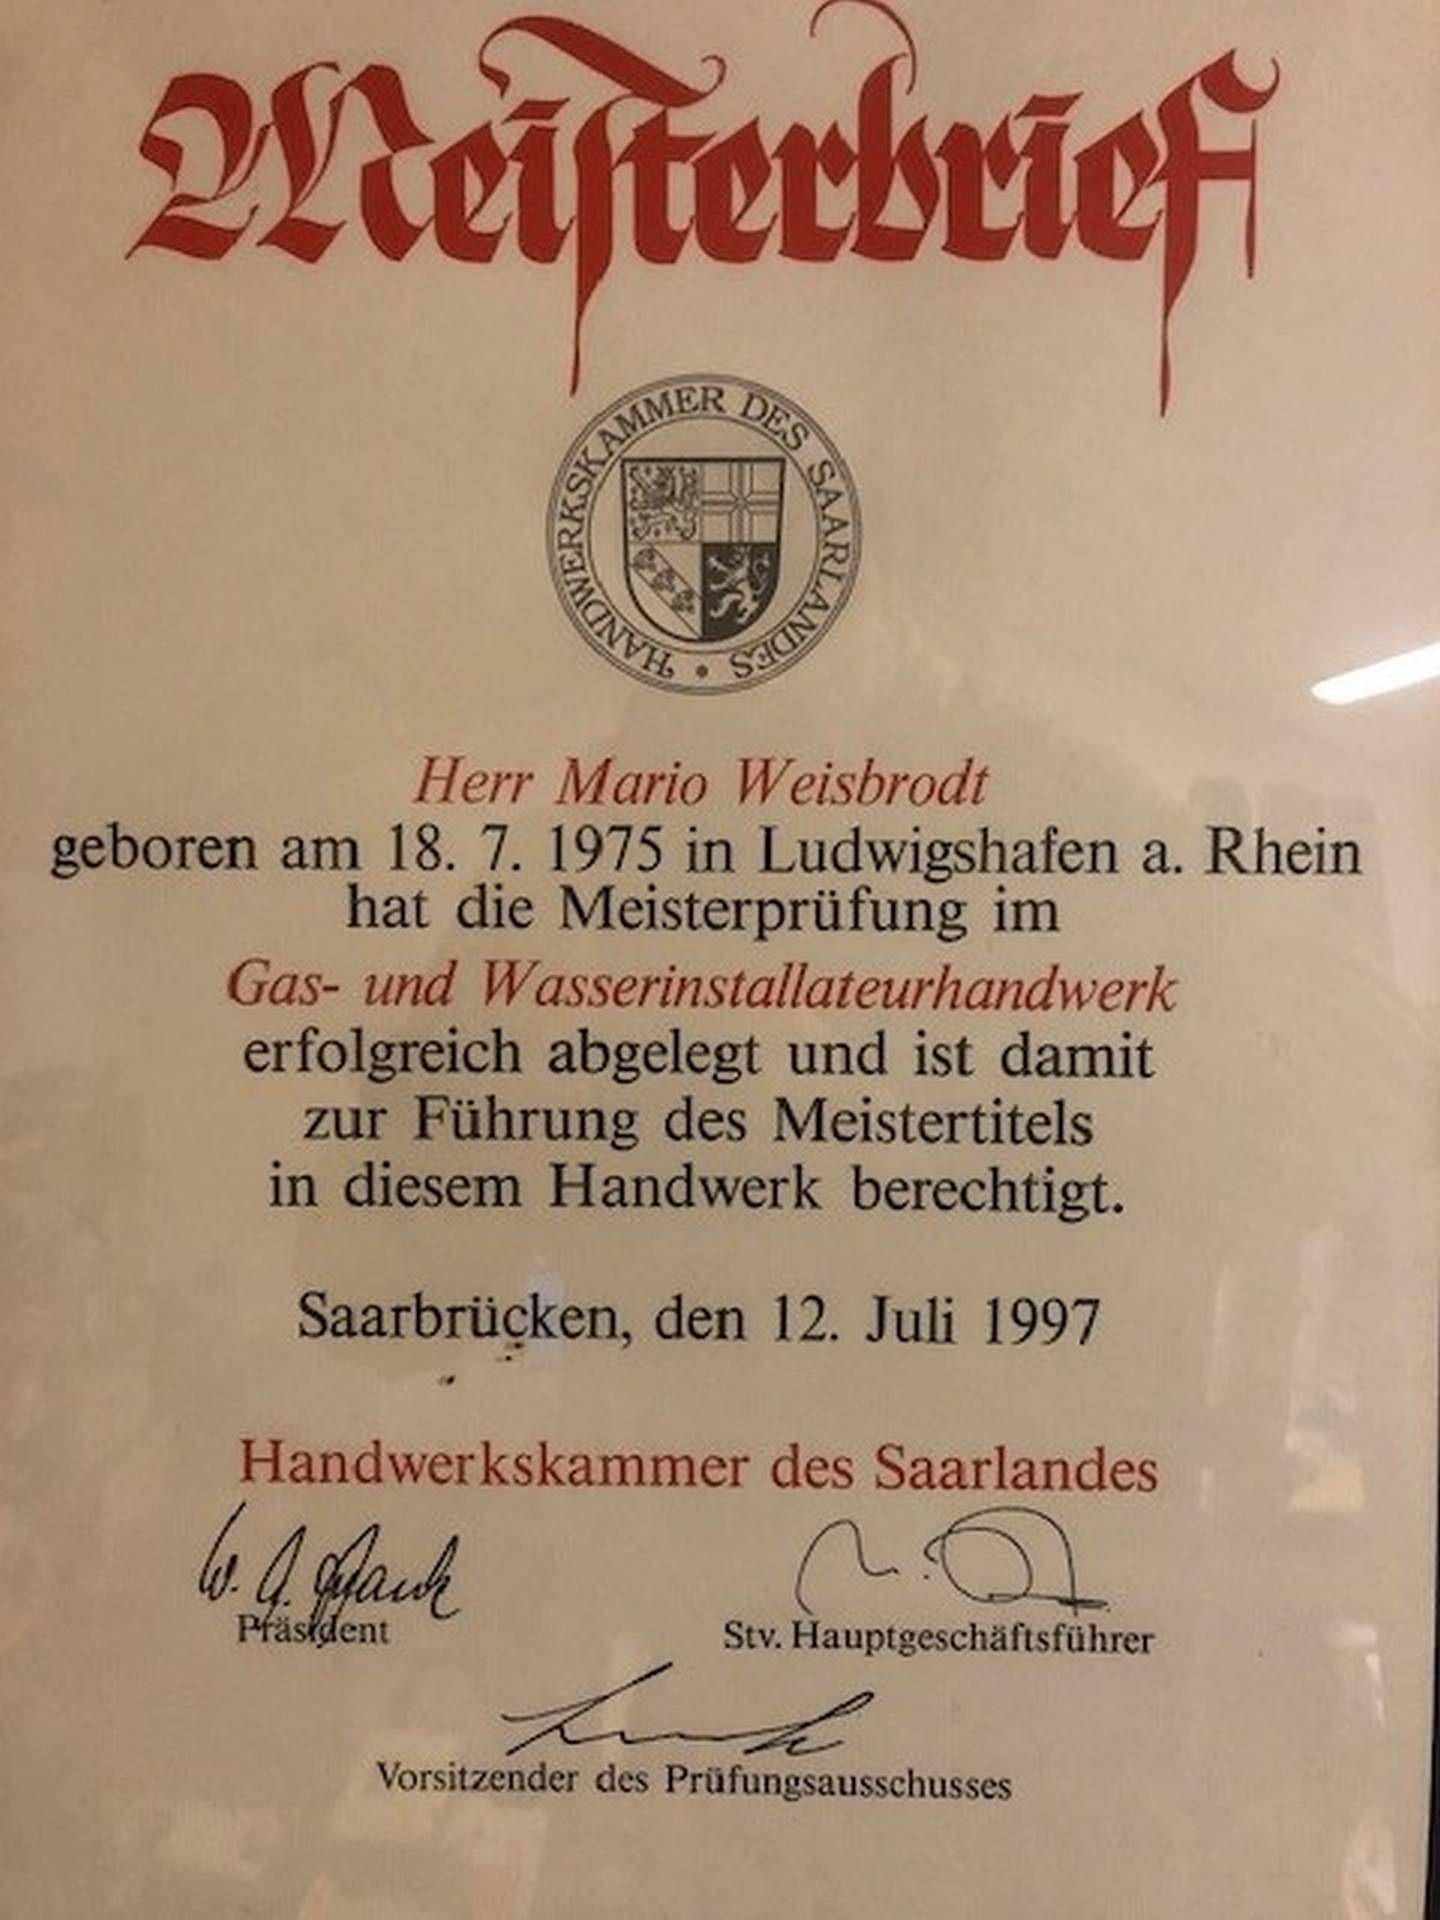 Meisterbrief
HANDWERKSKAMMER DES SAARLANDES
Herr Mario Weisbrodt
geboren am 18. 7. 1975 in Ludwigshafen a. Rhein
hat die Meisterprüfung im
Gas- und Wasserinstallateurhandwerk
erfolgreich abgelegt und ist damit
zur Führung des Meistertitels
in diesem Handwerk berechtigt.
Saarbrücken, den 12. Juli 1997
Handwerkskammer des Saarlandes
Präsident
Stv. Hauptgeschäftsführer
Vorsitzender des Prüfungsausschusses